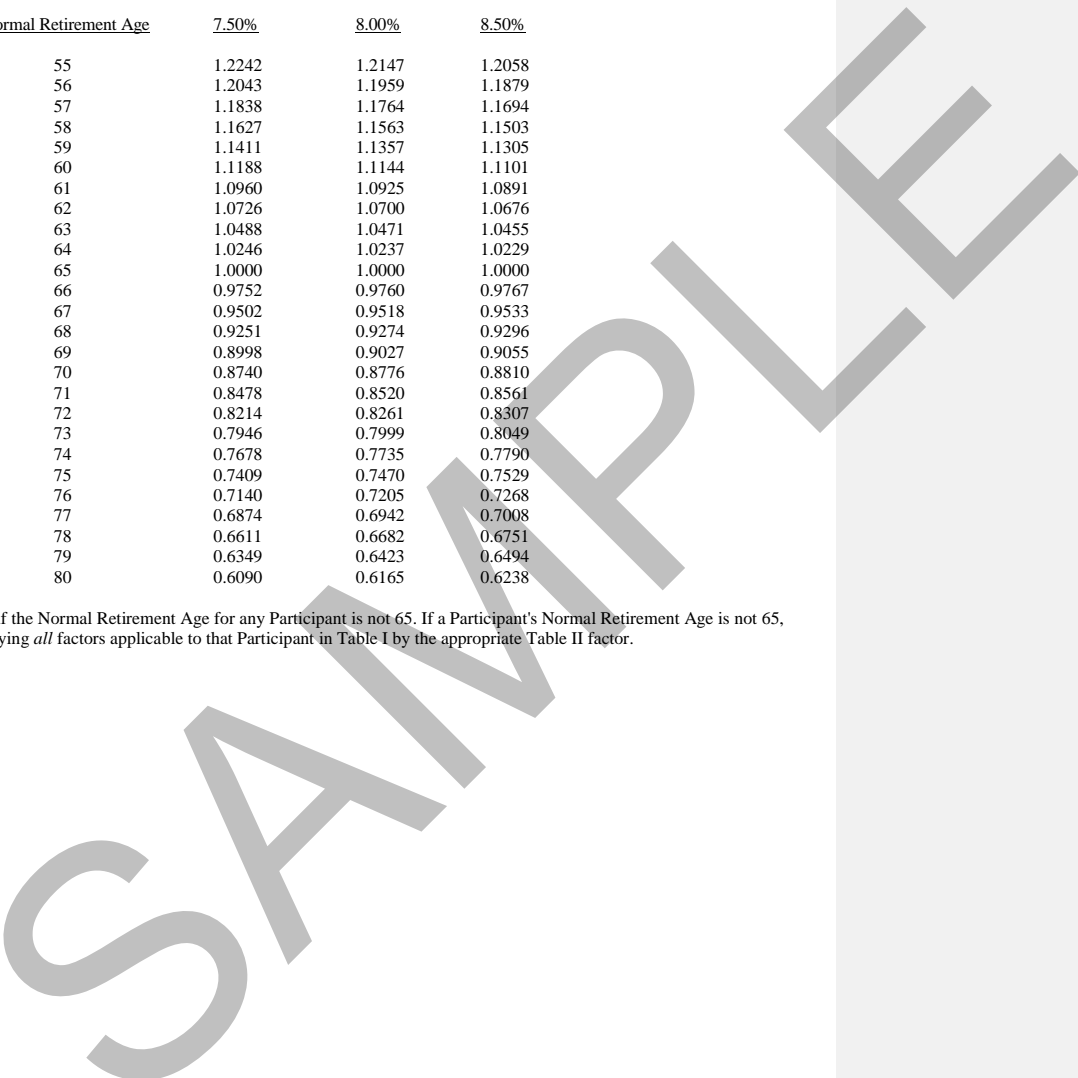 ormal Retirement Age 7.50% 8.00% 8.50%
55 1.2242 1.2147 1.2058
56 1.2043 1.1959 1.1879
57 1.1838 1.1764 1.1694
58 1.1627 1.1563 1.1503
59 1.1411 1.1357 1.1305
60 1.1188 1.1144 1.1101
61 1.0960 1.0925 1.0891
62 1.0726 1.0700 1.0676
63 1.0488 1.0471 1.0455
64 1.0246 1.0237 1.0229
65 1.0000 1.0000 1.0000
66 0.9752 0.9760 0.9767
67 0.9502 0.9518 0.9533
68 0.9251 0.9274 0.9296
69 0.8998 0.9027 0.9055
70 0.8740 0.8776 0.8810
71 0.8478 0.8520 0.8561
72 0.8214 0.8261 0.8307
73 0.7946 0.7999 0.8049
74 0.7678 0.7735 0.7790
75 0.7409 0.7470 0.7529
76 0.7140 0.7205 0.7268
77 0.6874 0.6942 0.7008
78 0.6611 0.6682 0.6751
79 0.6349 0.6423 0.6494
80 0.6090 0.6165 0.6238
f the Normal Retirement Age for any Participant is not 65. If a Participant's Normal Retirement Age is not 65,
ying all factors applicable to that Participant in Table I by the appropriate Table II factor.
SAMPLE